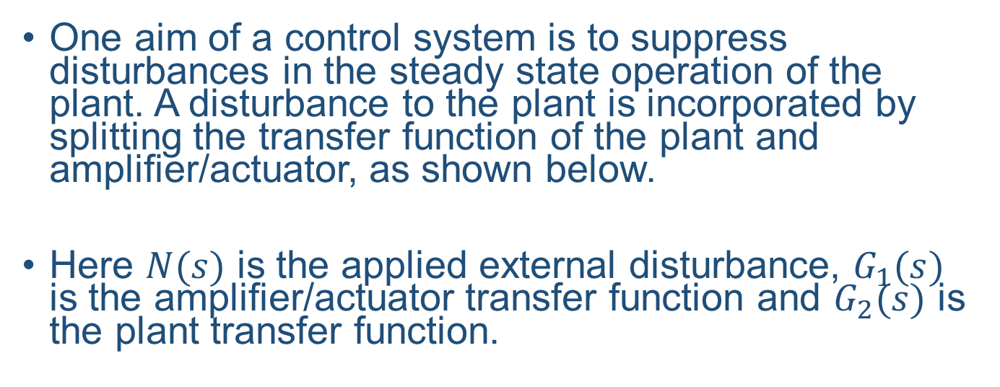 • One aim of a control system is to suppress
disturbances in the steady state operation of the
plant. A disturbance to the plant is incorporated by
splitting the transfer function of the plant and
amplifier/actuator, as shown below.
• Here 𝑁(𝑠) is the applied external disturbance, 𝐺₁(𝑠)
is the amplifier/actuator transfer function and 𝐺₂(𝑠) is
the plant transfer function.